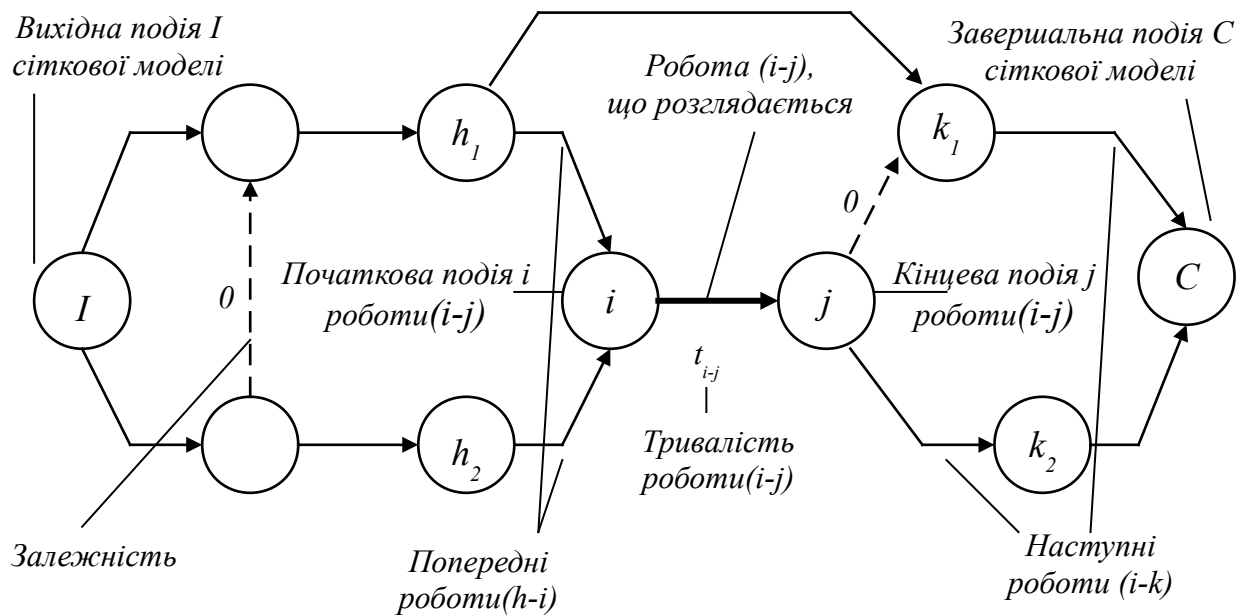 Вихідна подія I
сіткової моделі
Завершальна подія C
сіткової моделі
Робота (i-j),
що розглядається
h₁
k₁
0
0
Початкова подія i
роботи(i-j)
Кінцева подія j
роботи(i-j)
I
i
j
C
tᵢ₋ⱼ
Тривалість
роботи(i-j)
h₂
k₂
Залежність
Попередні
роботи(h-i)
Наступні
роботи (i-k)